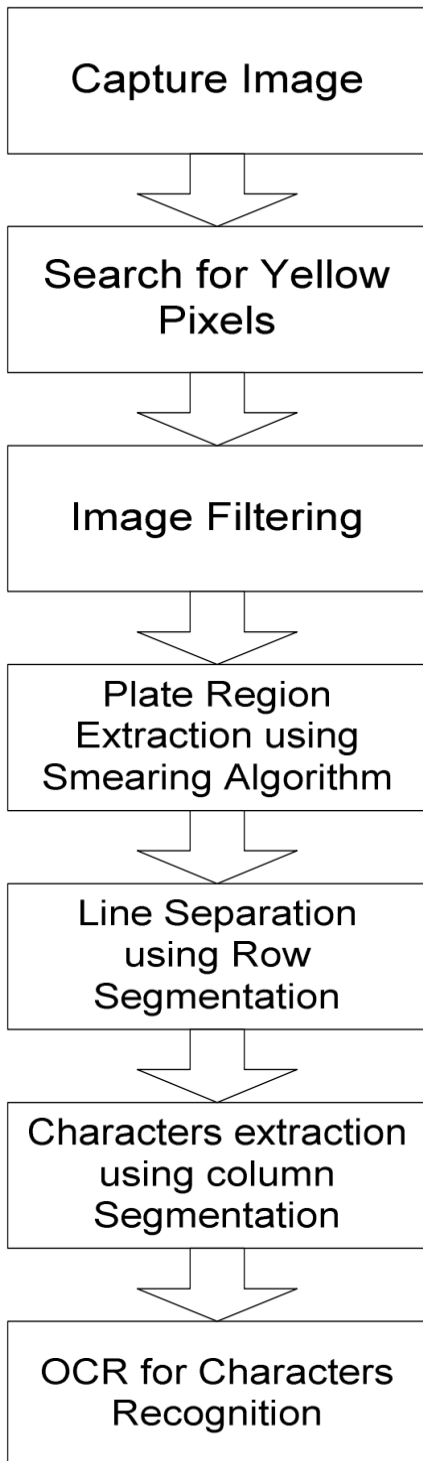 Capture Image
Search for Yellow
Pixels
Image Filtering
Plate Region
Extraction using
Smearing Algorithm
Line Separation
using Row
Segmentation
Characters extraction
using column
Segmentation
OCR for Characters
Recognition